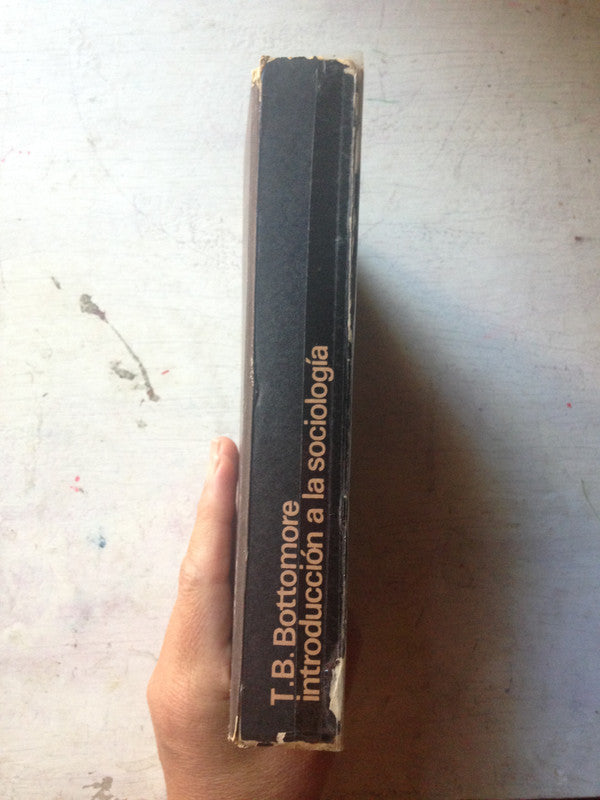 T.B. Bottomore
introducción a la sociología